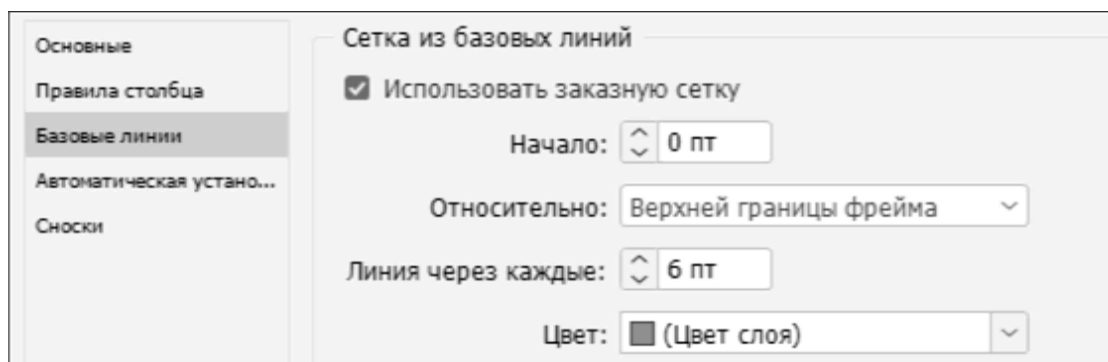 Основные
Правила столбца
Базовые линии
Автоматическая устано...
Сноски
Сетка из базовых линий
Использовать заказную сетку
Начало: 0 пт
Относительно: Верхней границы фрейма
Линия через каждые: 6 пт
Цвет: (Цвет слоя)